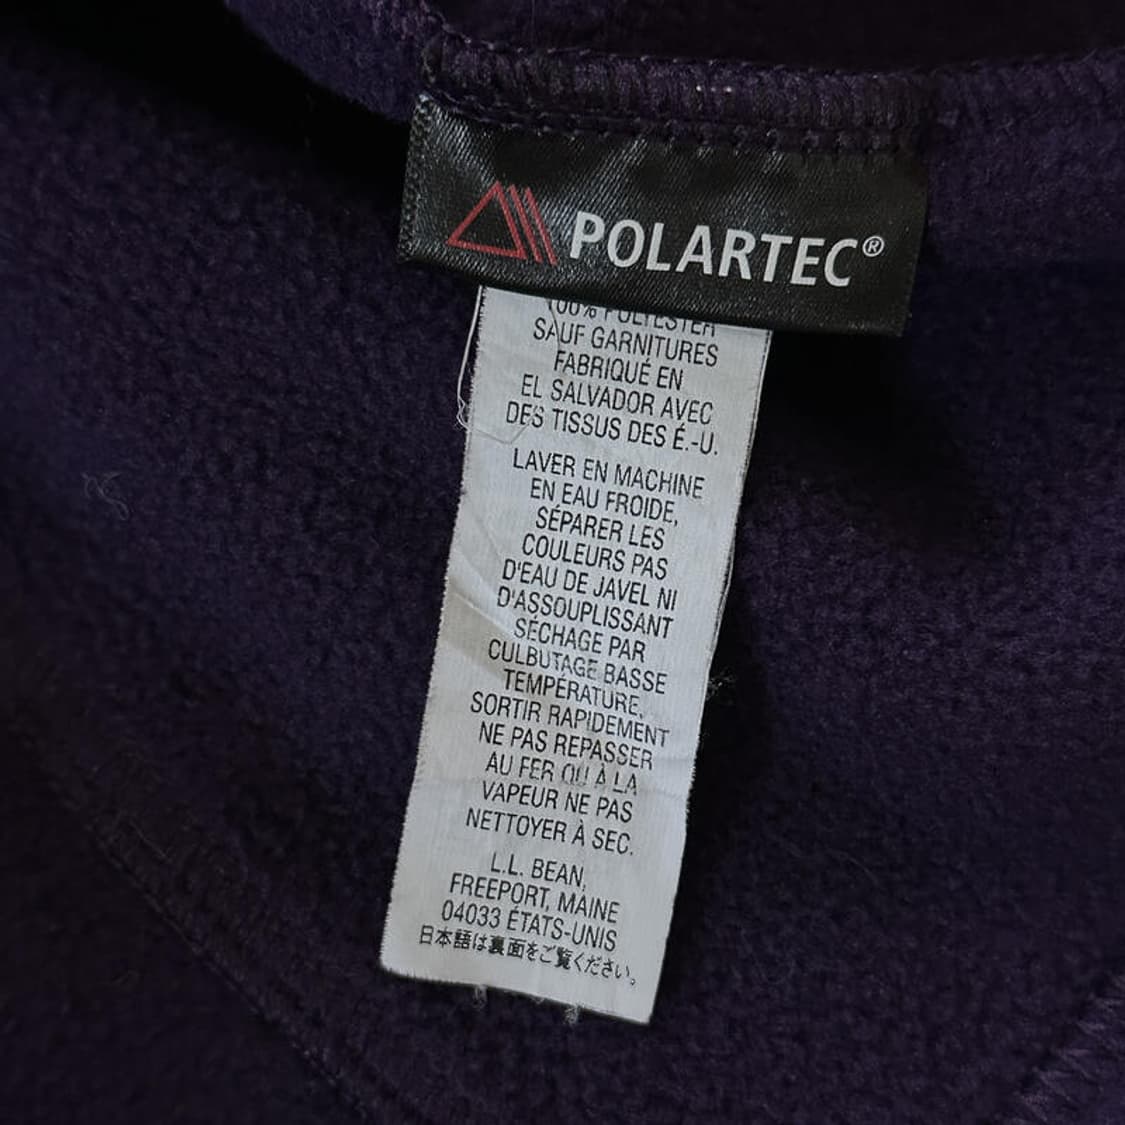 POLARTEC®
100% POLYESTER
SAUF GARNITURES
FABRIQUÉ EN
EL SALVADOR AVEC
DES TISSUS DES É.-U.
LAVER EN MACHINE
EN EAU FROIDE,
SÉPARER LES
COULEURS PAS
D'EAU DE JAVEL NI
D'ASSOUPLISSANT
SÉCHAGE PAR
CULBUTAGE BASSE
TEMPÉRATURE,
SORTIR RAPIDEMENT
NE PAS REPASSER
AU FER OU À LA
VAPEUR NE PAS
NETTOYER À SEC.
L.L. BEAN,
FREEPORT, MAINE
04033 ÉTATS-UNIS
日本語は裏面をご覧ください。